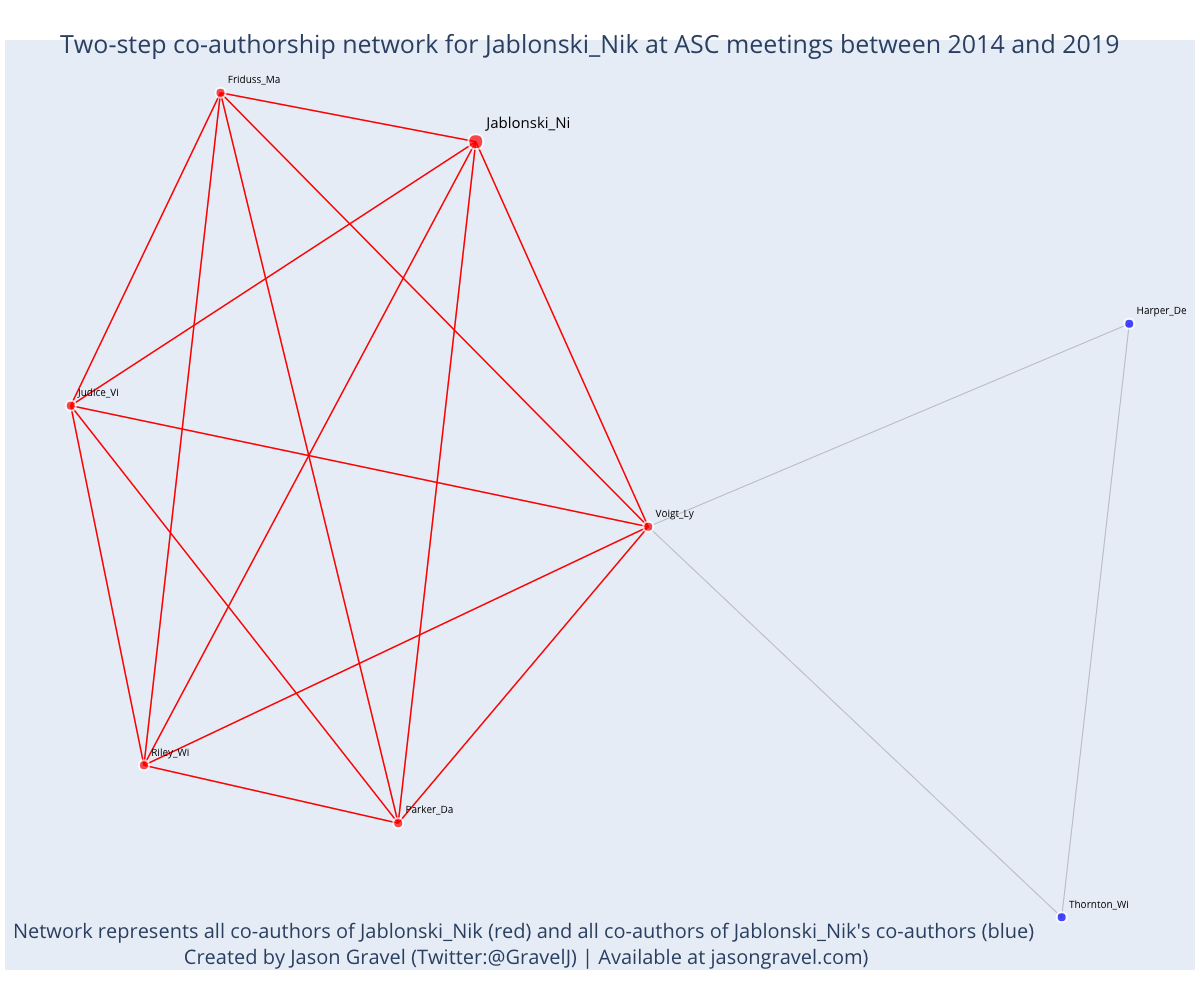 Two-step co-authorship network for Jablonski_Nik at ASC meetings between 2014 and 2019
Friduss_Ma
Jablonski_Ni
Harper_De
Judice_Vi
Voigt_Ly
Riley_Wi
Parker_Da
Thornton_Wi
Network represents all co-authors of Jablonski_Nik (red) and all co-authors of Jablonski_Nik's co-authors (blue)
Created by Jason Gravel (Twitter:@GravelJ) | Available at jasongravel.com)